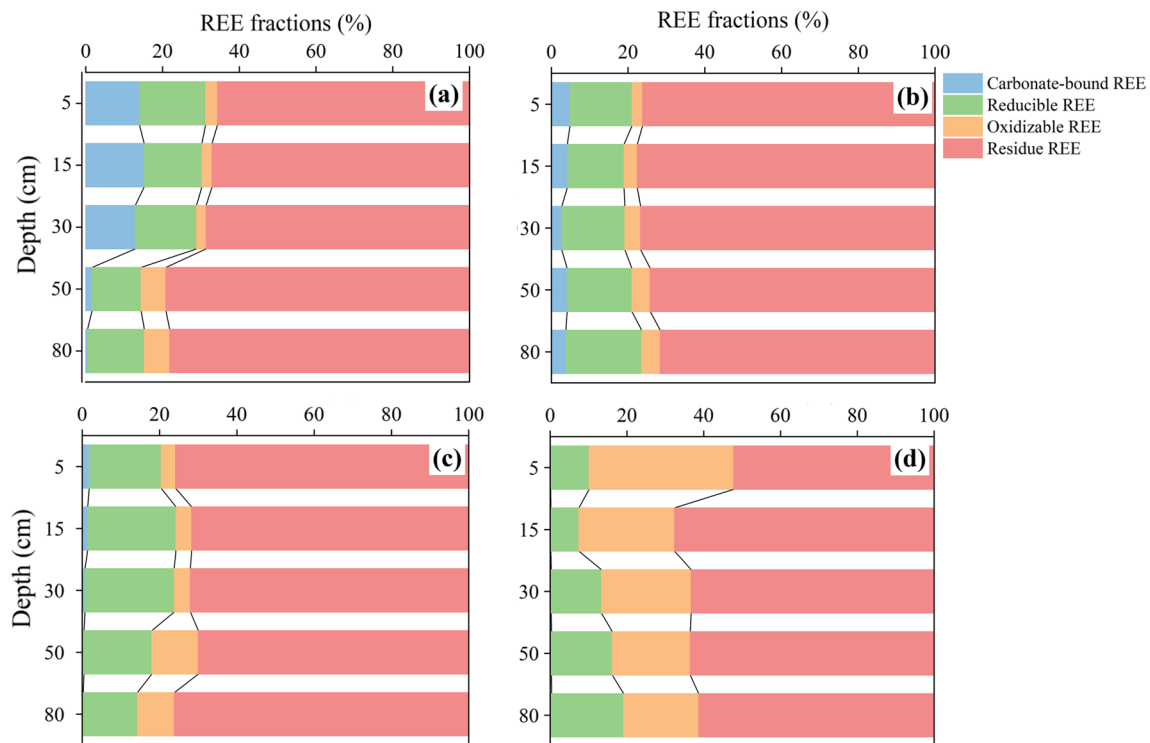 REE fractions (%)
0 20 40 60 80 100
(a)
Depth (cm)
5
15
30
50
80
REE fractions (%)
0 20 40 60 80 100
(b)
5
15
30
50
80
Carbonate-bound REE
Reducible REE
Oxidizable REE
Residue REE
0 20 40 60 80 100
(c)
Depth (cm)
5
15
30
50
80
0 20 40 60 80 100
(d)
5
15
30
50
80